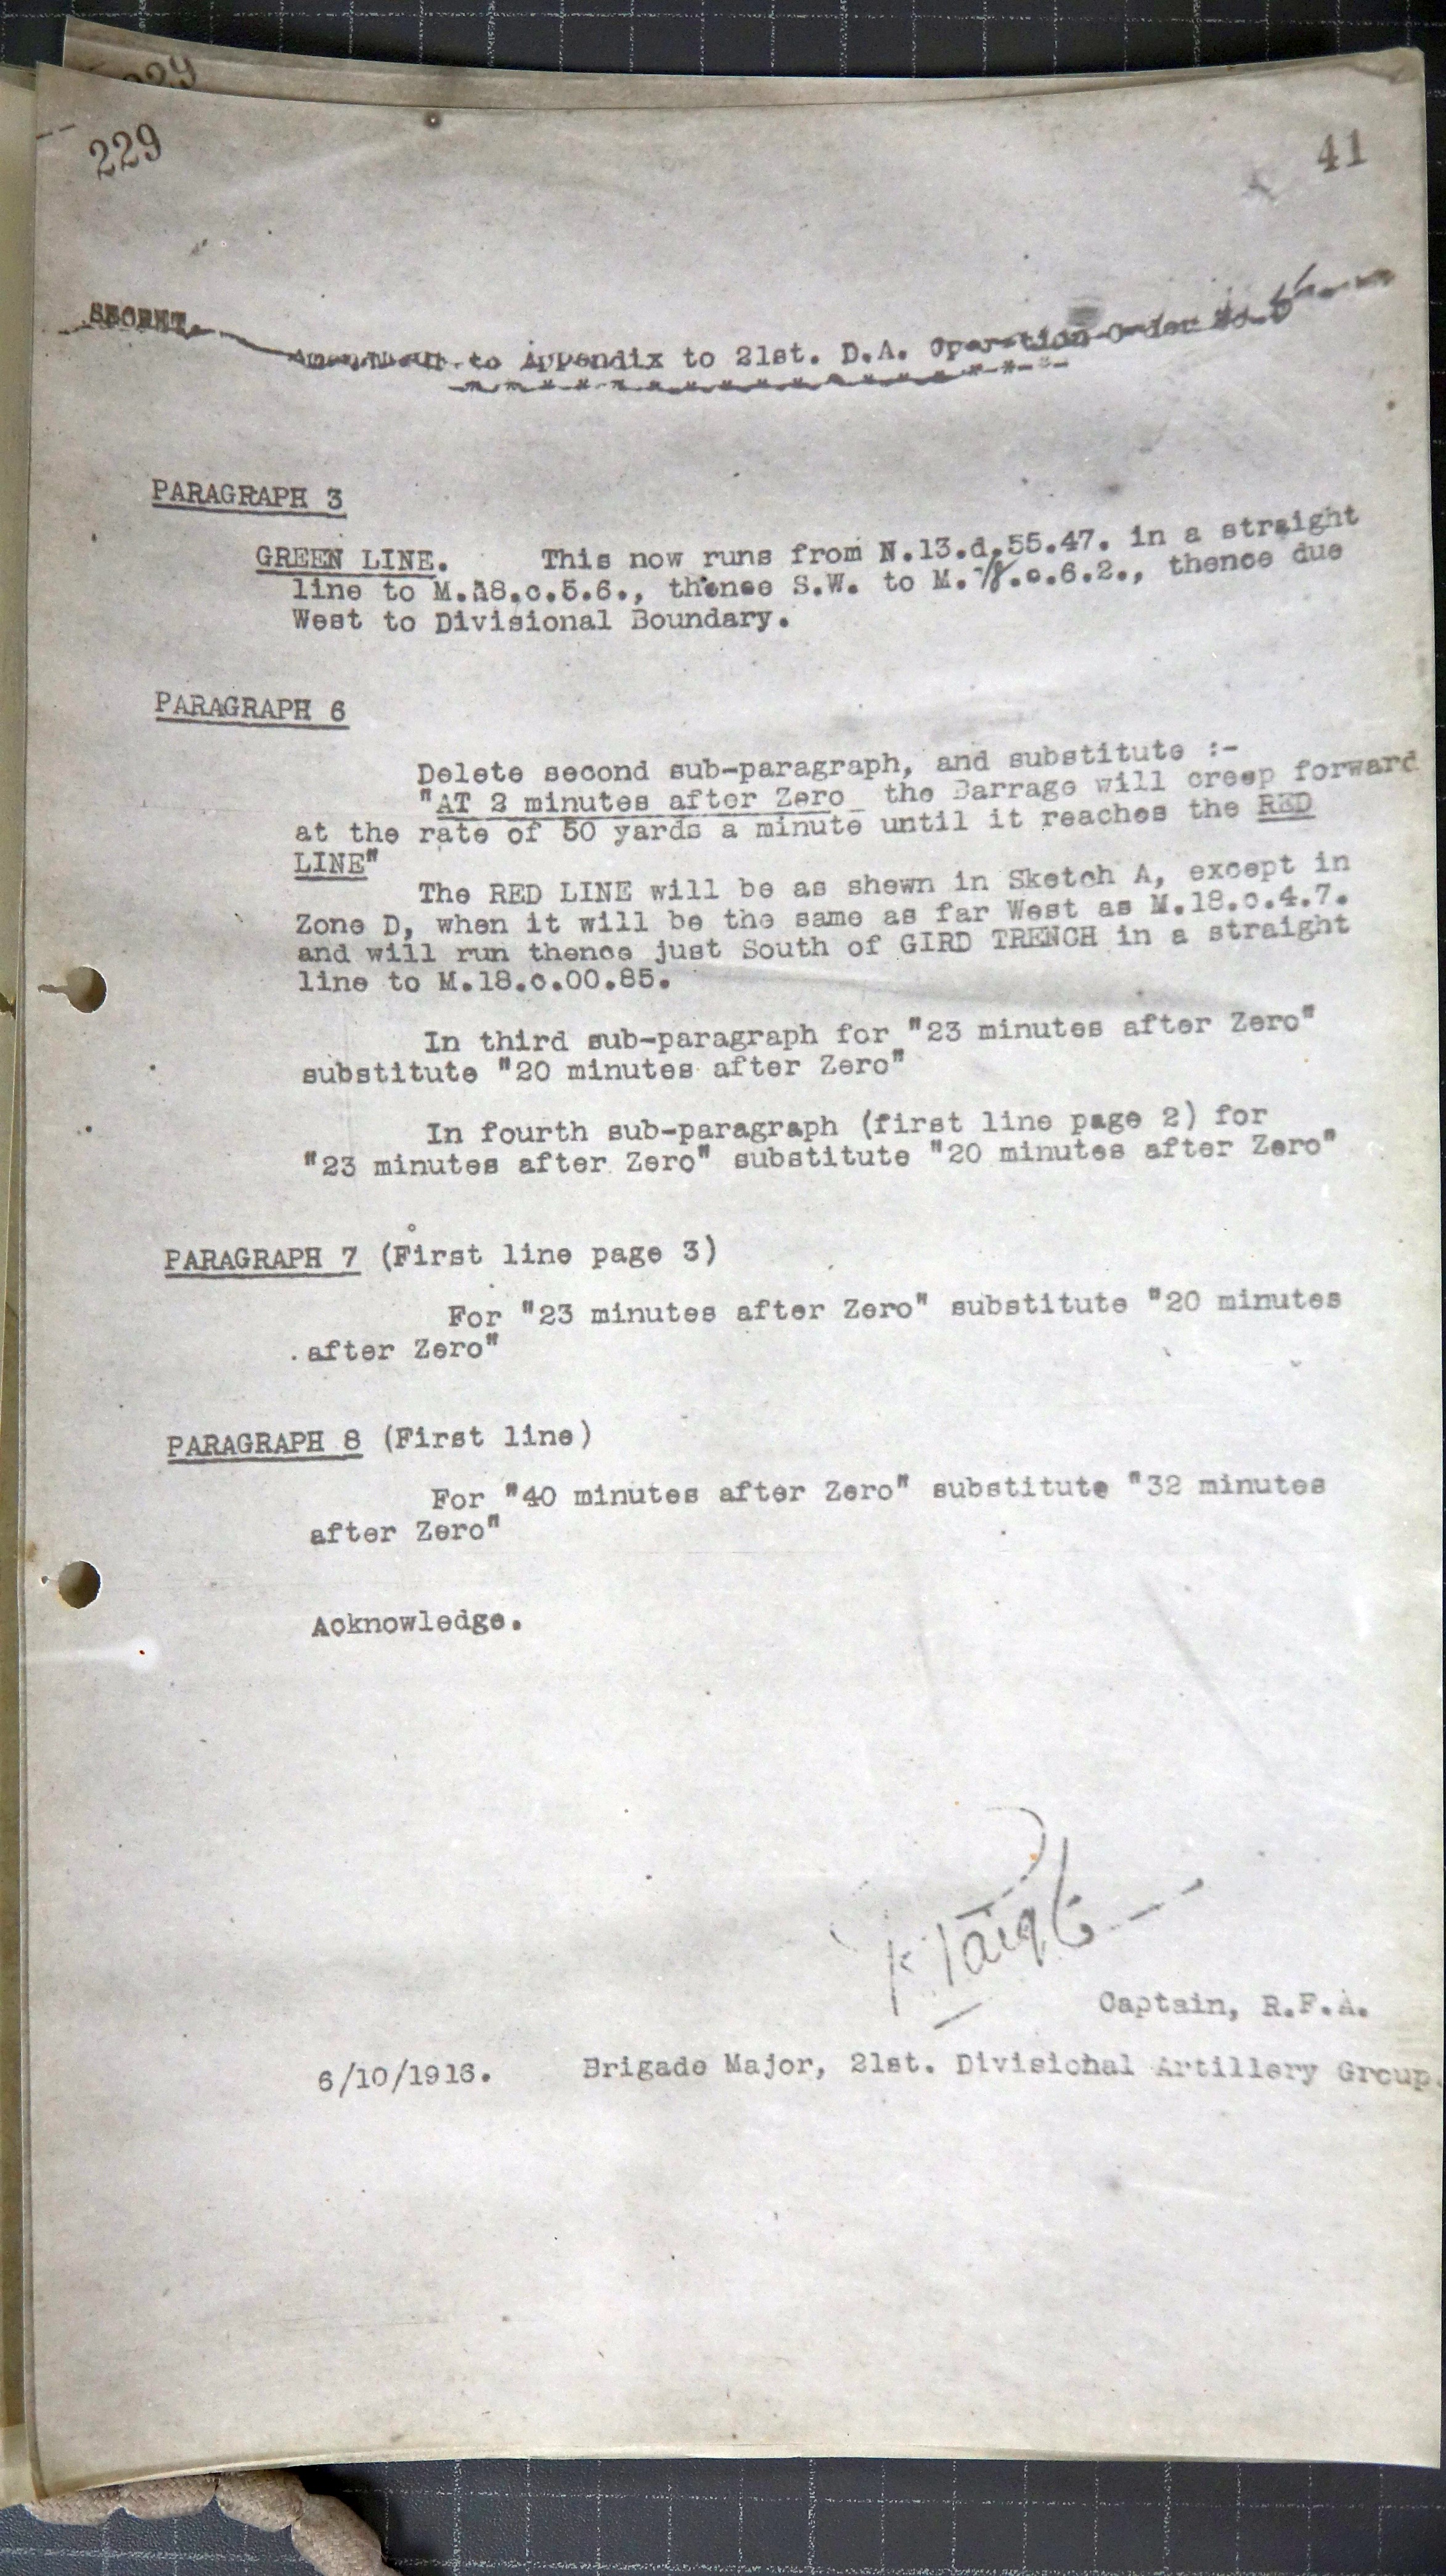 229
229
41
SECRET.
Amendment to Appendix to 21st. D.A. Operation Order No.
PARAGRAPH 3
GREEN LINE. This now runs from N.13.d.55.47. in a straight
line to M.18.c.5.6., thence S.W. to M.18.c.6.2., thence due
West to Divisional Boundary.
PARAGRAPH 6
Delete second sub-paragraph, and substitute :-
"AT 2 minutes after Zero the Barrage will creep forward
at the rate of 50 yards a minute until it reaches the RED
LINE"
The RED LINE will be as shewn in Sketch A, except in
Zone D, when it will be the same as far West as M.18.c.4.7.
and will run thence just South of GIRD TRENCH in a straight
line to M.18.c.00.85.
In third sub-paragraph for "23 minutes after Zero"
substitute "20 minutes after Zero"
In fourth sub-paragraph (first line page 2) for
"23 minutes after Zero" substitute "20 minutes after Zero"
PARAGRAPH 7 (First line page 3)
For "23 minutes after Zero" substitute "20 minutes
after Zero"
PARAGRAPH 8 (First line)
For "40 minutes after Zero" substitute "32 minutes
after Zero"
Acknowledge.
Captain, R.F.A.
6/10/1916. Brigade Major, 21st. Divisional Artillery Group.